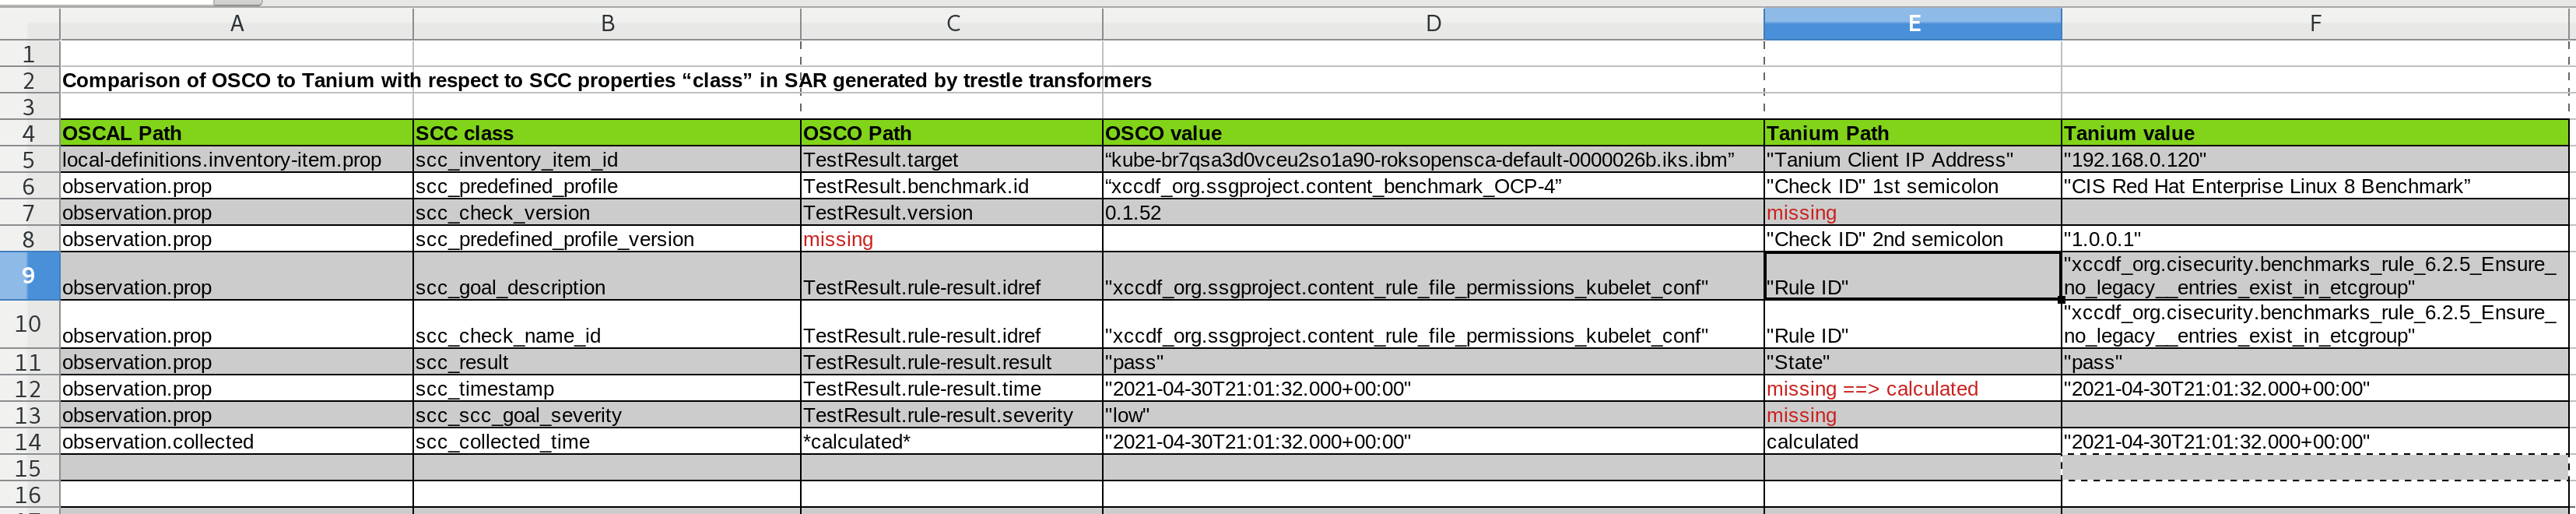 A B C D E F
1
2 Comparison of OSCO to Tanium with respect to SCC properties “class” in SAR generated by trestle transformers
3
4 OSCAL Path SCC class OSCO Path OSCO value Tanium Path Tanium value
5 local-definitions.inventory-item.prop scc_inventory_item_id TestResult.target “kube-br7qsa3d0vceu2so1a90-roksopensca-default-0000026b.iks.ibm” "Tanium Client IP Address" "192.168.0.120"
6 observation.prop scc_predefined_profile TestResult.benchmark.id “xccdf_org.ssgproject.content_benchmark_OCP-4” "Check ID" 1st semicolon "CIS Red Hat Enterprise Linux 8 Benchmark”
7 observation.prop scc_check_version TestResult.version 0.1.52 missing
8 observation.prop scc_predefined_profile_version missing "Check ID" 2nd semicolon "1.0.0.1"
9 observation.prop scc_goal_description TestResult.rule-result.idref "xccdf_org.ssgproject.content_rule_file_permissions_kubelet_conf" "Rule ID" "xccdf_org.cisecurity.benchmarks_rule_6.2.5_Ensure_
no_legacy__entries_exist_in_etcgroup"
10 observation.prop scc_check_name_id TestResult.rule-result.idref "xccdf_org.ssgproject.content_rule_file_permissions_kubelet_conf" "Rule ID" "xccdf_org.cisecurity.benchmarks_rule_6.2.5_Ensure_
no_legacy__entries_exist_in_etcgroup"
11 observation.prop scc_result TestResult.rule-result.result "pass" "State" "pass"
12 observation.prop scc_timestamp TestResult.rule-result.time "2021-04-30T21:01:32.000+00:00" missing ==> calculated "2021-04-30T21:01:32.000+00:00"
13 observation.prop scc_scc_goal_severity TestResult.rule-result.severity "low" missing
14 observation.collected scc_collected_time *calculated* "2021-04-30T21:01:32.000+00:00" calculated "2021-04-30T21:01:32.000+00:00"
15
16